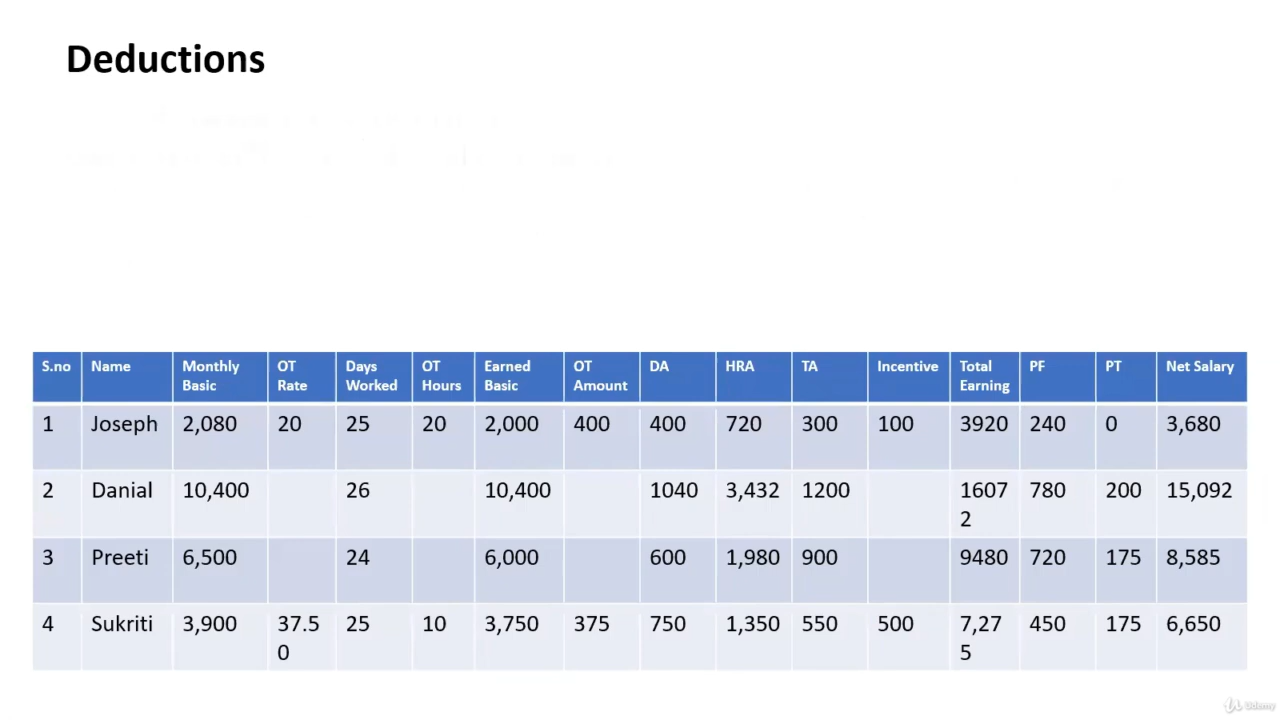 Deductions
S.no Name Monthly Basic OT Rate Days Worked OT Hours Earned Basic OT Amount DA HRA TA Incentive Total Earning PF PT Net Salary
1 Joseph 2,080 20 25 20 2,000 400 400 720 300 100 3920 240 0 3,680
2 Danial 10,400 26 10,400 1040 3,432 1200 16072 780 200 15,092
3 Preeti 6,500 24 6,000 600 1,980 900 9480 720 175 8,585
4 Sukriti 3,900 37.50 25 10 3,750 375 750 1,350 550 500 7,275 450 175 6,650
Udemy